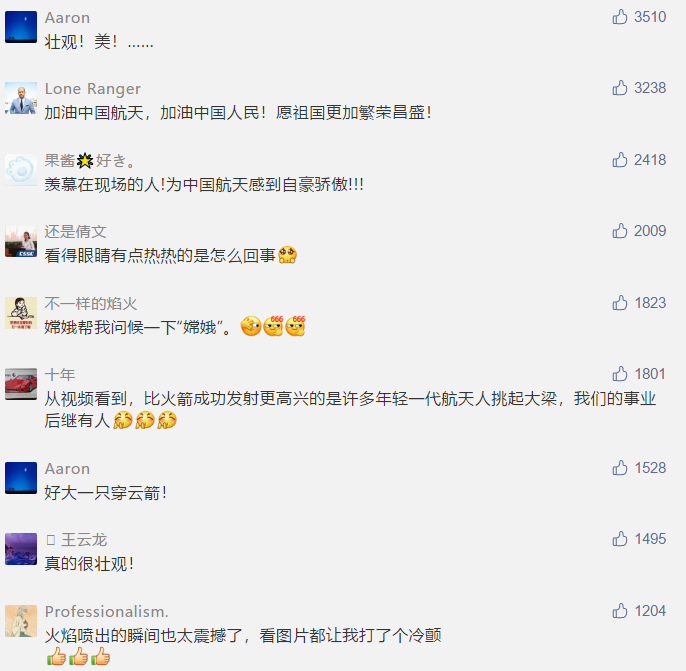 Aaron 3510
壮观！美！……
Lone Ranger 3238
加油中国航天，加油中国人民！愿祖国更加繁荣昌盛！
果酱🌟好き。 2418
羡慕在现场的人!为中国航天感到自豪骄傲!!!
还是倩文 2009
看得眼睛有点热热的是怎么回事
不一样的焰火 1823
嫦娥帮我问候一下“嫦娥”。 666 666
十年 1801
从视频看到，比火箭成功发射更高兴的是许多年轻一代航天人挑起大梁，我们的事业
后继有人
Aaron 1528
好大一只穿云箭！
王云龙 1495
真的很壮观！
Professionalism. 1204
火焰喷出的瞬间也太震撼了，看图片都让我打了个冷颤
👍👍👍